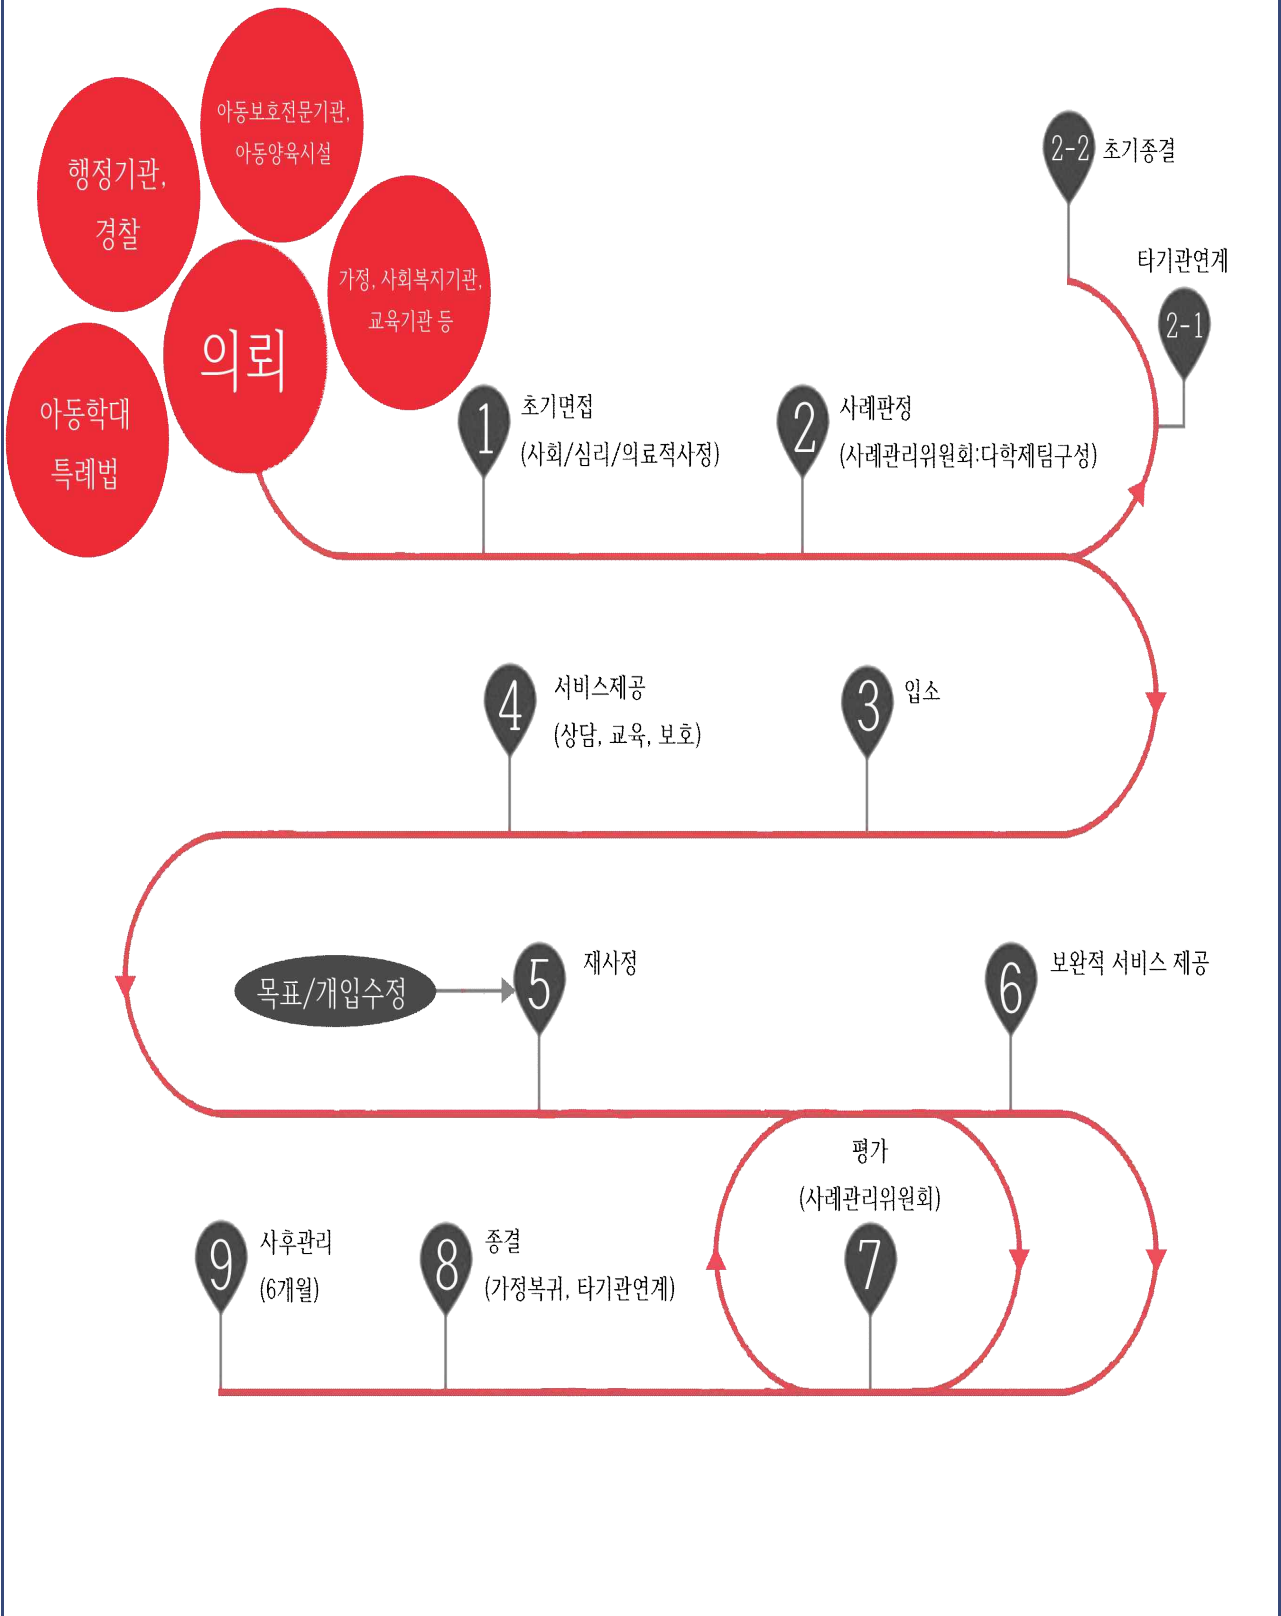 아동보호전문기관,
아동양육시설
행정기관,
경찰
가정, 사회복지기관,
교육기관 등
의뢰
아동학대
특례법
1
초기면접
(사회/심리/의료적사정)
2
사례판정
(사례관리위원회:다학제팀구성)
2-2
초기종결
타기관연계
2-1
4
서비스제공
(상담, 교육, 보호)
3
입소
목표/개입수정
5
재사정
6
보완적 서비스 제공
평가
(사례관리위원회)
7
9
사후관리
(6개월)
8
종결
(가정복귀, 타기관연계)